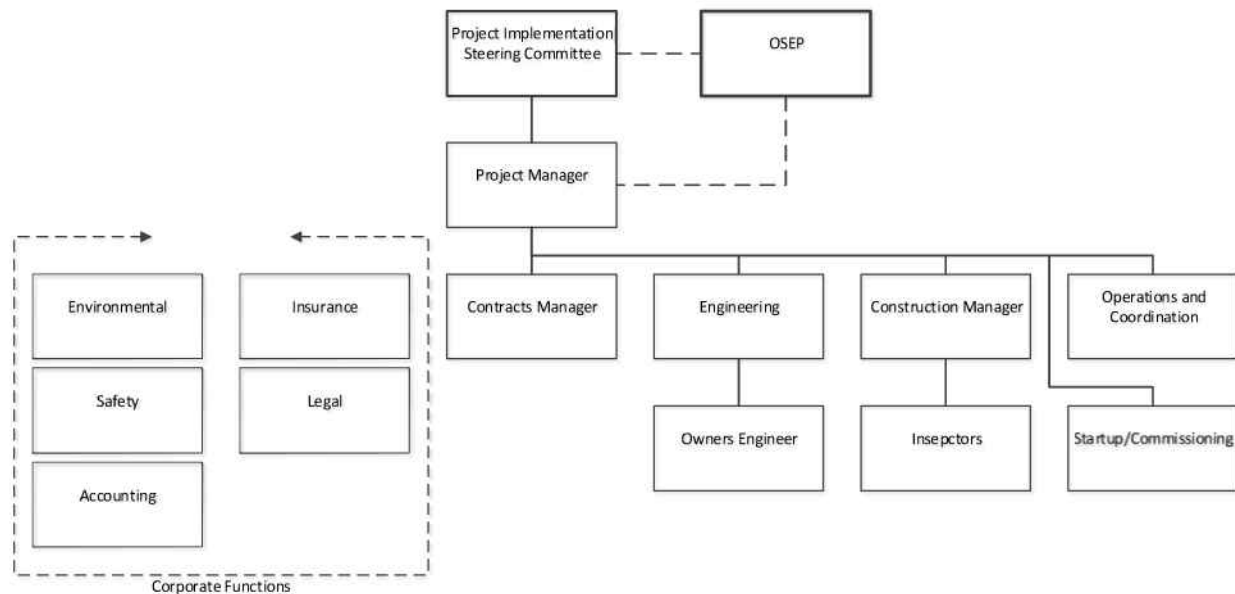 Project Implementation
Steering Committee
OSEP
Project Manager
Environmental
Insurance
Contracts Manager
Engineering
Construction Manager
Operations and
Coordination
Safety
Legal
Owners Engineer
Insepctors
Startup/Commissioning
Accounting
Corporate Functions